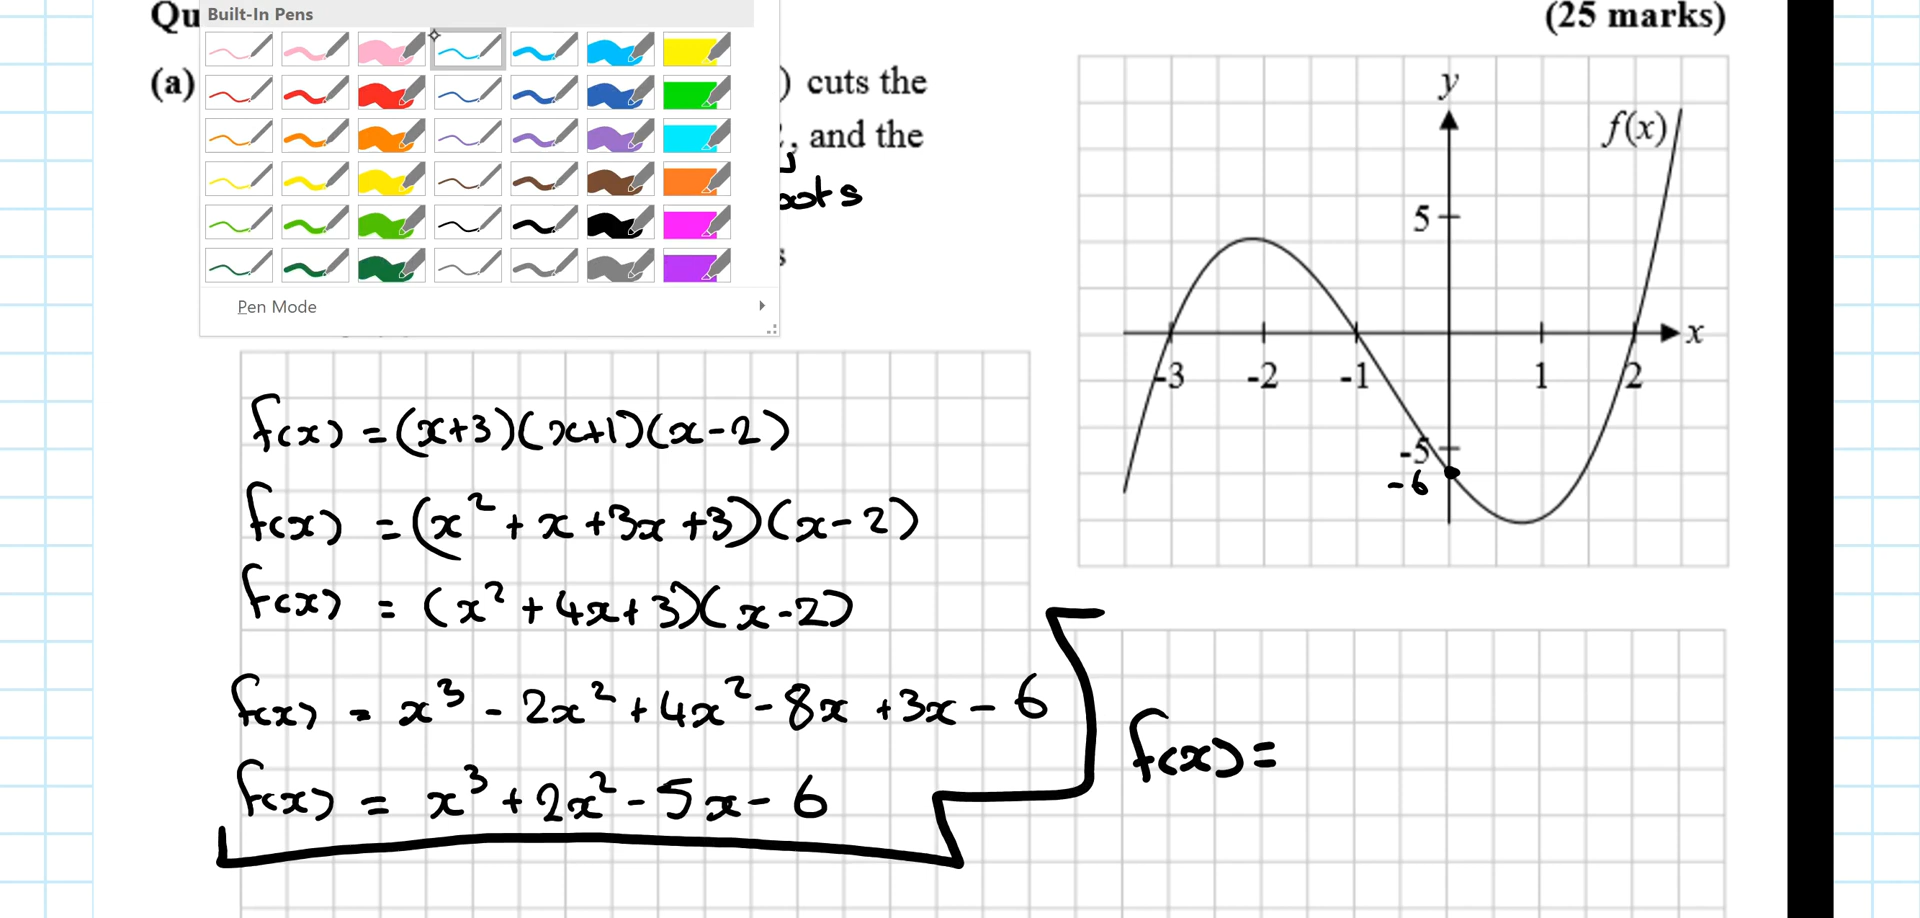 Built-In Pens
Pen Mode
Qu
(25 marks)
(a)
) cuts the
, and the
oots
s
y
f(x)
5
x
-3 -2 -1 1 2
-5
-6
f(x) = (x+3)(x+1)(x-2)
f(x) = (x² + x + 3x + 3)(x - 2)
f(x) = (x² + 4x + 3)(x - 2)
f(x) = x³ - 2x² + 4x² - 8x + 3x - 6
f(x) = x³ + 2x² - 5x - 6
f(x) =